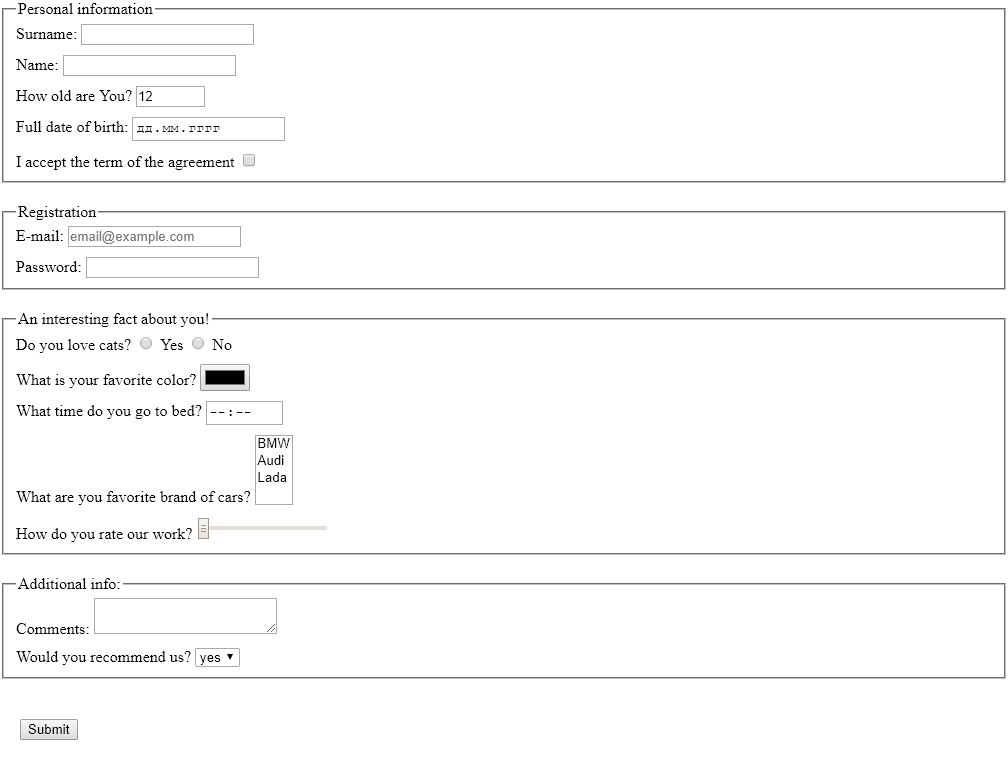 Personal information
Surname:
Name:
How old are You? 12
Full date of birth: дд.мм.гггг
I accept the term of the agreement
Registration
E-mail: email@example.com
Password:
An interesting fact about you!
Do you love cats? Yes No
What is your favorite color?
What time do you go to bed? --:--
BMW
Audi
Lada
What are you favorite brand of cars?
How do you rate our work?
Additional info:
Comments:
Would you recommend us? yes
Submit